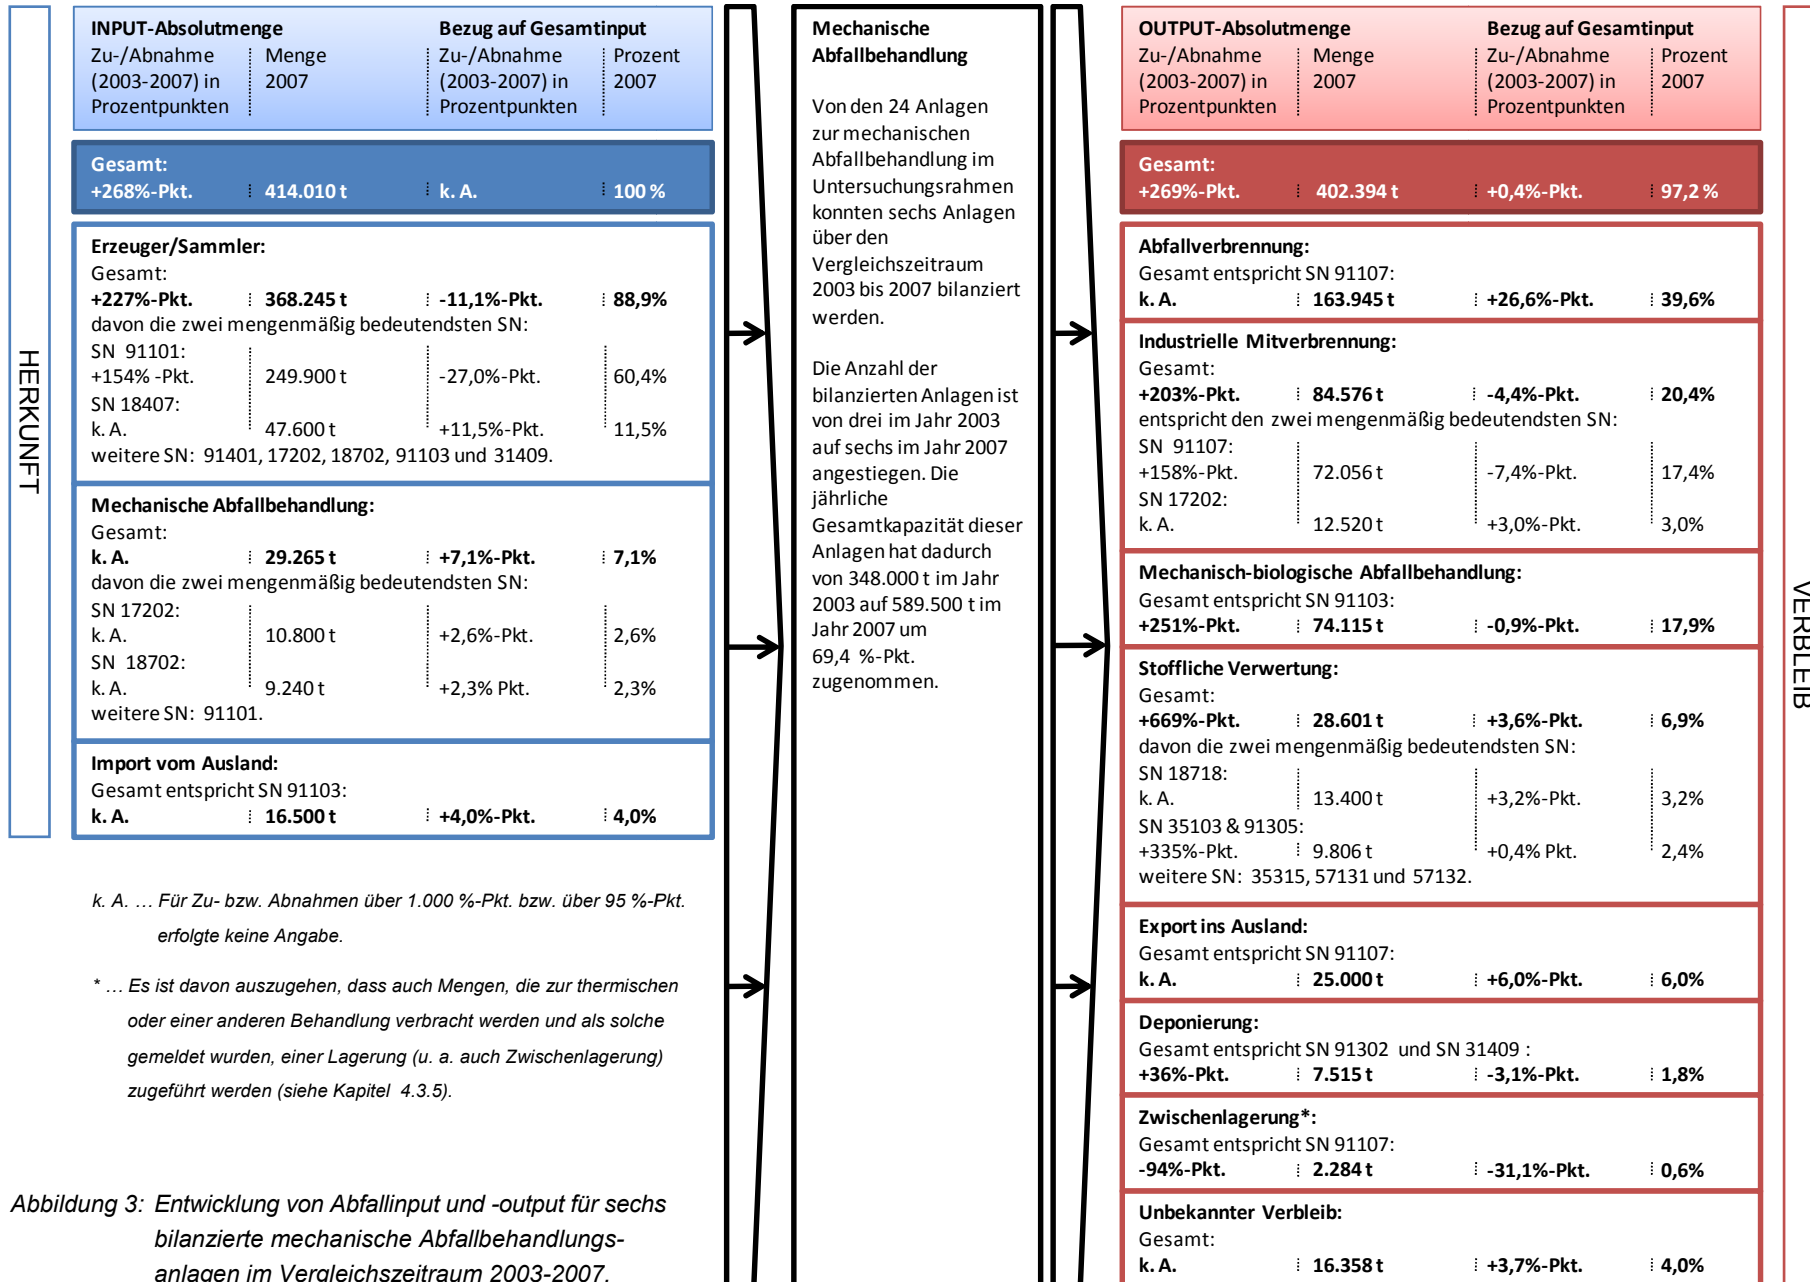 HERKUNFT
INPUT-Absolutmenge Bezug auf Gesamtinput
Zu-/Abnahme Menge Zu-/Abnahme Prozent
(2003-2007) in 2007 (2003-2007) in 2007
Prozentpunkten Prozentpunkten
Gesamt:
+268%-Pkt. 414.010 t k. A. 100 %
Erzeuger/Sammler:
Gesamt:
+227%-Pkt. 368.245 t -11,1%-Pkt. 88,9%
davon die zwei mengenmäßig bedeutendsten SN:
SN 91101:
+154% -Pkt. 249.900 t -27,0%-Pkt. 60,4%
SN 18407:
k. A. 47.600 t +11,5%-Pkt. 11,5%
weitere SN: 91401, 17202, 18702, 91103 und 31409.
Mechanische Abfallbehandlung:
Gesamt:
k. A. 29.265 t +7,1%-Pkt. 7,1%
davon die zwei mengenmäßig bedeutendsten SN:
SN 17202:
k. A. 10.800 t +2,6%-Pkt. 2,6%
SN 18702:
k. A. 9.240 t +2,3% Pkt. 2,3%
weitere SN: 91101.
Import vom Ausland:
Gesamt entspricht SN 91103:
k. A. 16.500 t +4,0%-Pkt. 4,0%
k. A. … Für Zu- bzw. Abnahmen über 1.000 %-Pkt. bzw. über 95 %-Pkt.
erfolgte keine Angabe.
* … Es ist davon auszugehen, dass auch Mengen, die zur thermischen
oder einer anderen Behandlung verbracht werden und als solche
gemeldet wurden, einer Lagerung (u. a. auch Zwischenlagerung)
zugeführt werden (siehe Kapitel 4.3.5).
Abbildung 3: Entwicklung von Abfallinput und -output für sechs
bilanzierte mechanische Abfallbehandlungs-
anlagen im Vergleichszeitraum 2003-2007.
Mechanische
Abfallbehandlung
Von den 24 Anlagen
zur mechanischen
Abfallbehandlung im
Untersuchungsrahmen
konnten sechs Anlagen
über den
Vergleichszeitraum
2003 bis 2007 bilanziert
werden.
Die Anzahl der
bilanzierten Anlagen ist
von drei im Jahr 2003
auf sechs im Jahr 2007
angestiegen. Die
jährliche
Gesamtkapazität dieser
Anlagen hat dadurch
von 348.000 t im Jahr
2003 auf 589.500 t im
Jahr 2007 um
69,4 %-Pkt.
zugenommen.
OUTPUT-Absolutmenge Bezug auf Gesamtinput
Zu-/Abnahme Menge Zu-/Abnahme Prozent
(2003-2007) in 2007 (2003-2007) in 2007
Prozentpunkten Prozentpunkten
Gesamt:
+269%-Pkt. 402.394 t +0,4%-Pkt. 97,2 %
Abfallverbrennung:
Gesamt entspricht SN 91107:
k. A. 163.945 t +26,6%-Pkt. 39,6%
Industrielle Mitverbrennung:
Gesamt:
+203%-Pkt. 84.576 t -4,4%-Pkt. 20,4%
entspricht den zwei mengenmäßig bedeutendsten SN:
SN 91107:
+158%-Pkt. 72.056 t -7,4%-Pkt. 17,4%
SN 17202:
k. A. 12.520 t +3,0%-Pkt. 3,0%
Mechanisch-biologische Abfallbehandlung:
Gesamt entspricht SN 91103:
+251%-Pkt. 74.115 t -0,9%-Pkt. 17,9%
Stoffliche Verwertung:
Gesamt:
+669%-Pkt. 28.601 t +3,6%-Pkt. 6,9%
davon die zwei mengenmäßig bedeutendsten SN:
SN 18718:
k. A. 13.400 t +3,2%-Pkt. 3,2%
SN 35103 & 91305:
+335%-Pkt. 9.806 t +0,4% Pkt. 2,4%
weitere SN: 35315, 57131 und 57132.
Export ins Ausland:
Gesamt entspricht SN 91107:
k. A. 25.000 t +6,0%-Pkt. 6,0%
Deponierung:
Gesamt entspricht SN 91302 und SN 31409 :
+36%-Pkt. 7.515 t -3,1%-Pkt. 1,8%
Zwischenlagerung*:
Gesamt entspricht SN 91107:
-94%-Pkt. 2.284 t -31,1%-Pkt. 0,6%
Unbekannter Verbleib:
Gesamt:
k. A. 16.358 t +3,7%-Pkt. 4,0%
VERBLEIB